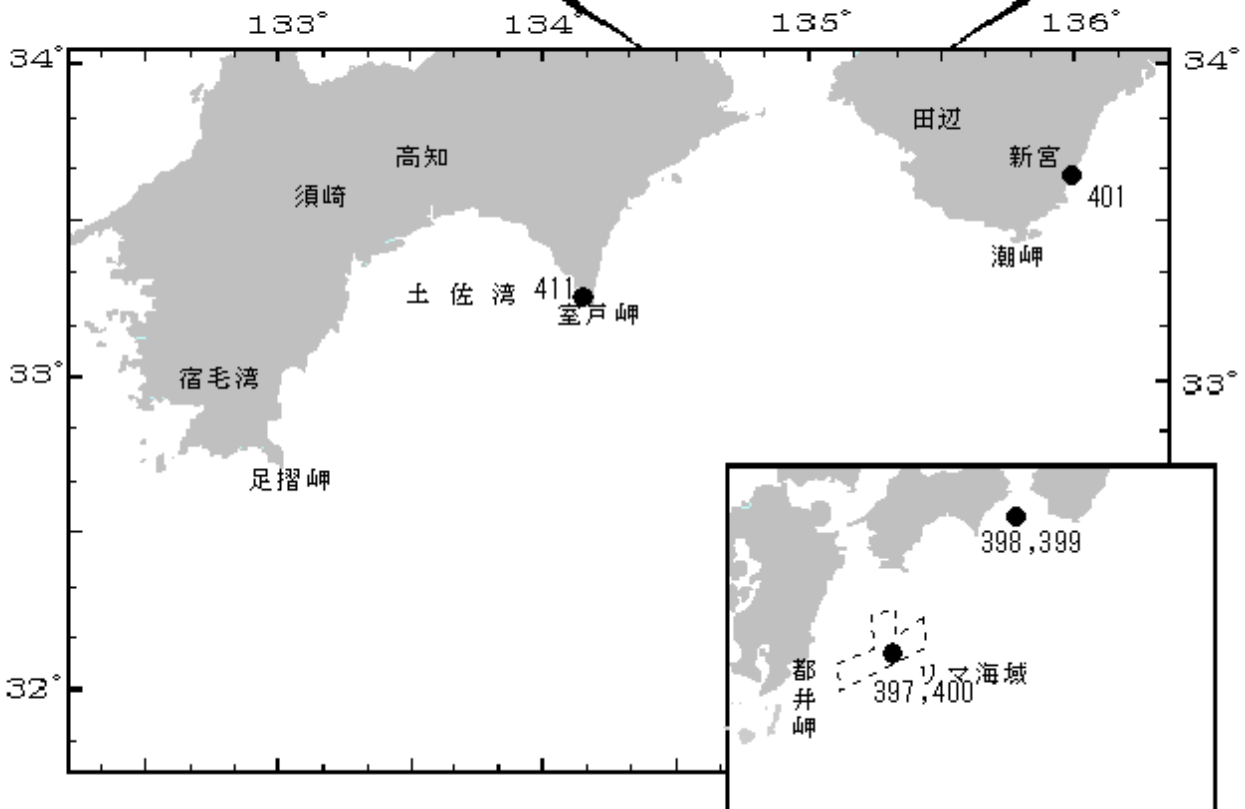 133° 134° 135° 136°
34° 34°
田辺
高知 新宮
須崎 401
潮岬
土佐湾 411
室戸岬
33° 33°
宿毛湾
足摺岬
398,399
リマ海域
397,400
都井岬
32°